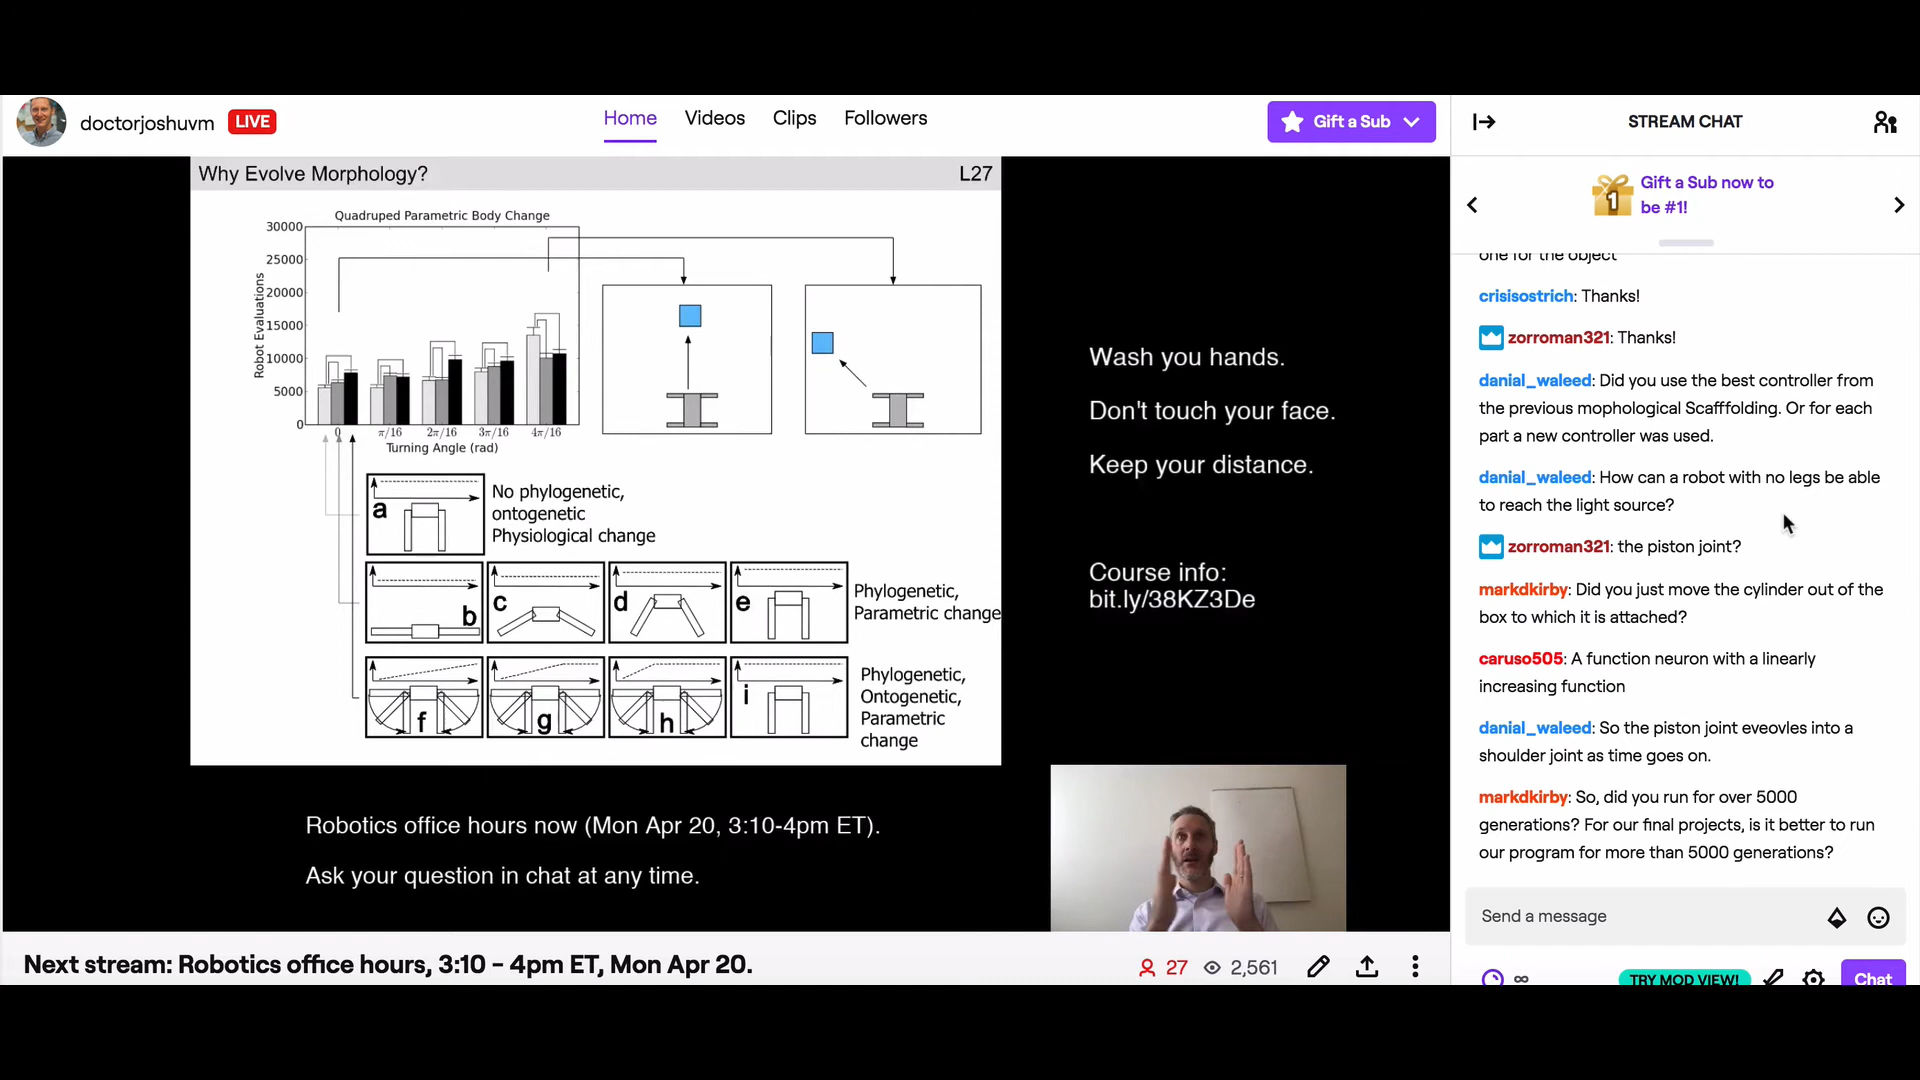 doctorjoshuvm LIVE
Home Videos Clips Followers
Gift a Sub
STREAM CHAT
Why Evolve Morphology? L27
Quadruped Parametric Body Change
30000
25000
20000
15000
10000
5000
0
Robot Evaluations
0 π/16 2π/16 3π/16 4π/16
Turning Angle (rad)
a
No phylogenetic,
ontogenetic
Physiological change
b c d e
Phylogenetic,
Parametric change
f g h i
Phylogenetic,
Ontogenetic,
Parametric
change
Wash you hands.
Don't touch your face.
Keep your distance.
Course info:
bit.ly/38KZ3De
Robotics office hours now (Mon Apr 20, 3:10-4pm ET).
Ask your question in chat at any time.
Next stream: Robotics office hours, 3:10 - 4pm ET, Mon Apr 20.
27 2,561
1
Gift a Sub now to
be #1!
one for the object
crisisostrich: Thanks!
zorroman321: Thanks!
danial_waleed: Did you use the best controller from
the previous mophological Scafffolding. Or for each
part a new controller was used.
danial_waleed: How can a robot with no legs be able
to reach the light source?
zorroman321: the piston joint?
markdkirby: Did you just move the cylinder out of the
box to which it is attached?
caruso505: A function neuron with a linearly
increasing function
danial_waleed: So the piston joint eveovles into a
shoulder joint as time goes on.
markdkirby: So, did you run for over 5000
generations? For our final projects, is it better to run
our program for more than 5000 generations?
Send a message
∞
TRY MOD VIEW!
Chat